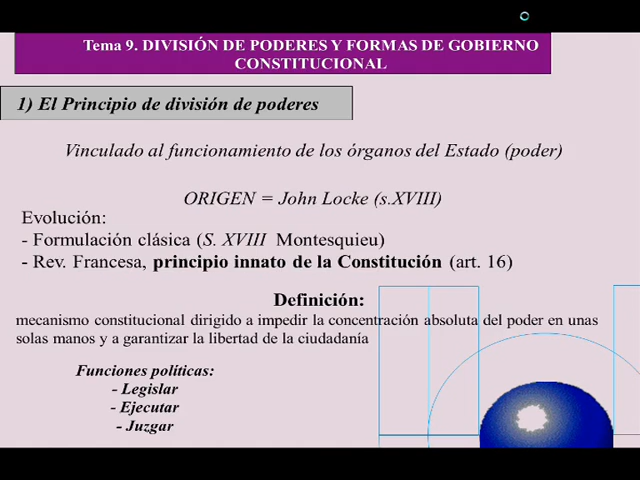 Tema 9. DIVISIÓN DE PODERES Y FORMAS DE GOBIERNO
CONSTITUCIONAL
1) El Principio de división de poderes
Vinculado al funcionamiento de los órganos del Estado (poder)
ORIGEN = John Locke (s.XVIII)
Evolución:
- Formulación clásica (S. XVIII Montesquieu)
- Rev. Francesa, principio innato de la Constitución (art. 16)
Definición:
mecanismo constitucional dirigido a impedir la concentración absoluta del poder en unas
solas manos y a garantizar la libertad de la ciudadanía
Funciones políticas:
- Legislar
- Ejecutar
- Juzgar